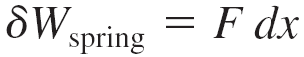 δW_spring = F dx